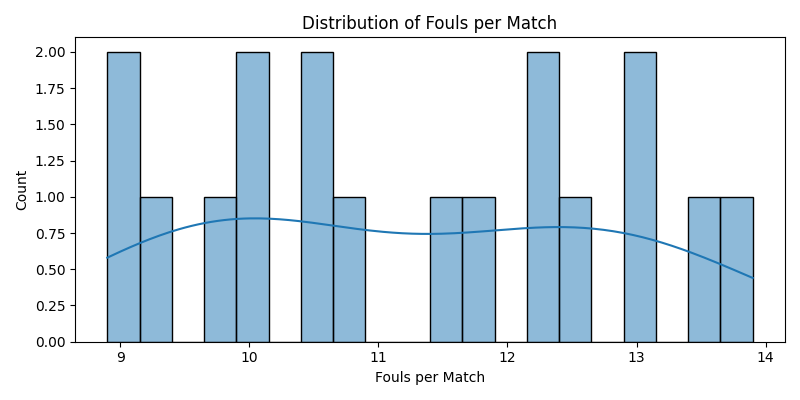 Distribution of Fouls per Match
2.00
1.75
1.50
1.25
1.00
0.75
0.50
0.25
0.00
Count
9 10 11 12 13 14
Fouls per Match